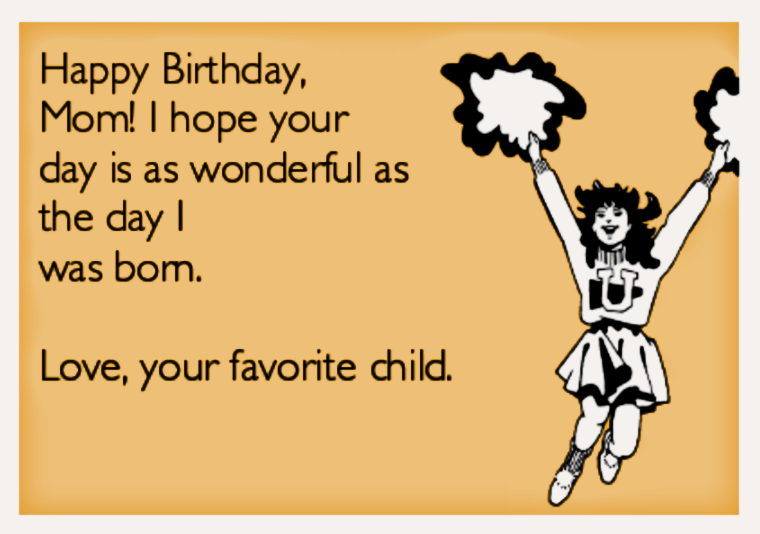 Happy Birthday,
Mom! I hope your
day is as wonderful as
the day I
was born.
Love, your favorite child.
U